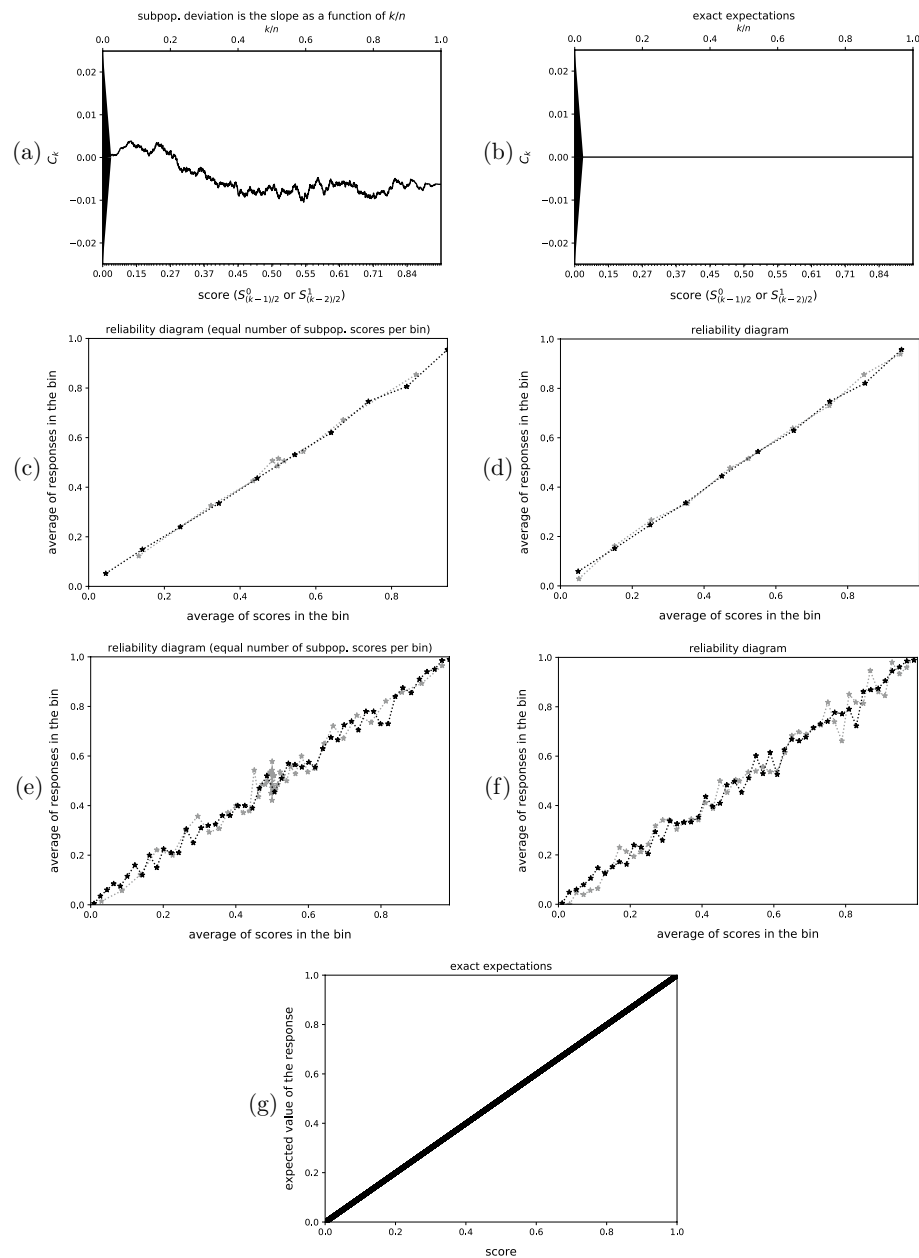 subpop. deviation is the slope as a function of k/n
k/n
0.0 0.2 0.4 0.6 0.8 1.0
0.02
0.01
0.00
−0.01
−0.02
C_k
(a)
0.00 0.15 0.27 0.37 0.45 0.50 0.55 0.61 0.71 0.84
score (S^0_{(k−1)/2} or S^1_{(k−2)/2})
exact expectations
k/n
0.0 0.2 0.4 0.6 0.8 1.0
0.02
0.01
0.00
−0.01
−0.02
C_k
(b)
0.00 0.15 0.27 0.37 0.45 0.50 0.55 0.61 0.71 0.84
score (S^0_{(k−1)/2} or S^1_{(k−2)/2})
reliability diagram (equal number of subpop. scores per bin)
1.0
0.8
0.6
0.4
0.2
0.0
average of responses in the bin
(c)
0.0 0.2 0.4 0.6 0.8
average of scores in the bin
reliability diagram
1.0
0.8
0.6
0.4
0.2
0.0
average of responses in the bin
(d)
0.0 0.2 0.4 0.6 0.8
average of scores in the bin
reliability diagram (equal number of subpop. scores per bin)
1.0
0.8
0.6
0.4
0.2
0.0
average of responses in the bin
(e)
0.0 0.2 0.4 0.6 0.8
average of scores in the bin
reliability diagram
1.0
0.8
0.6
0.4
0.2
0.0
average of responses in the bin
(f)
0.0 0.2 0.4 0.6 0.8
average of scores in the bin
exact expectations
1.0
0.8
0.6
0.4
0.2
0.0
expected value of the response
(g)
0.0 0.2 0.4 0.6 0.8 1.0
score